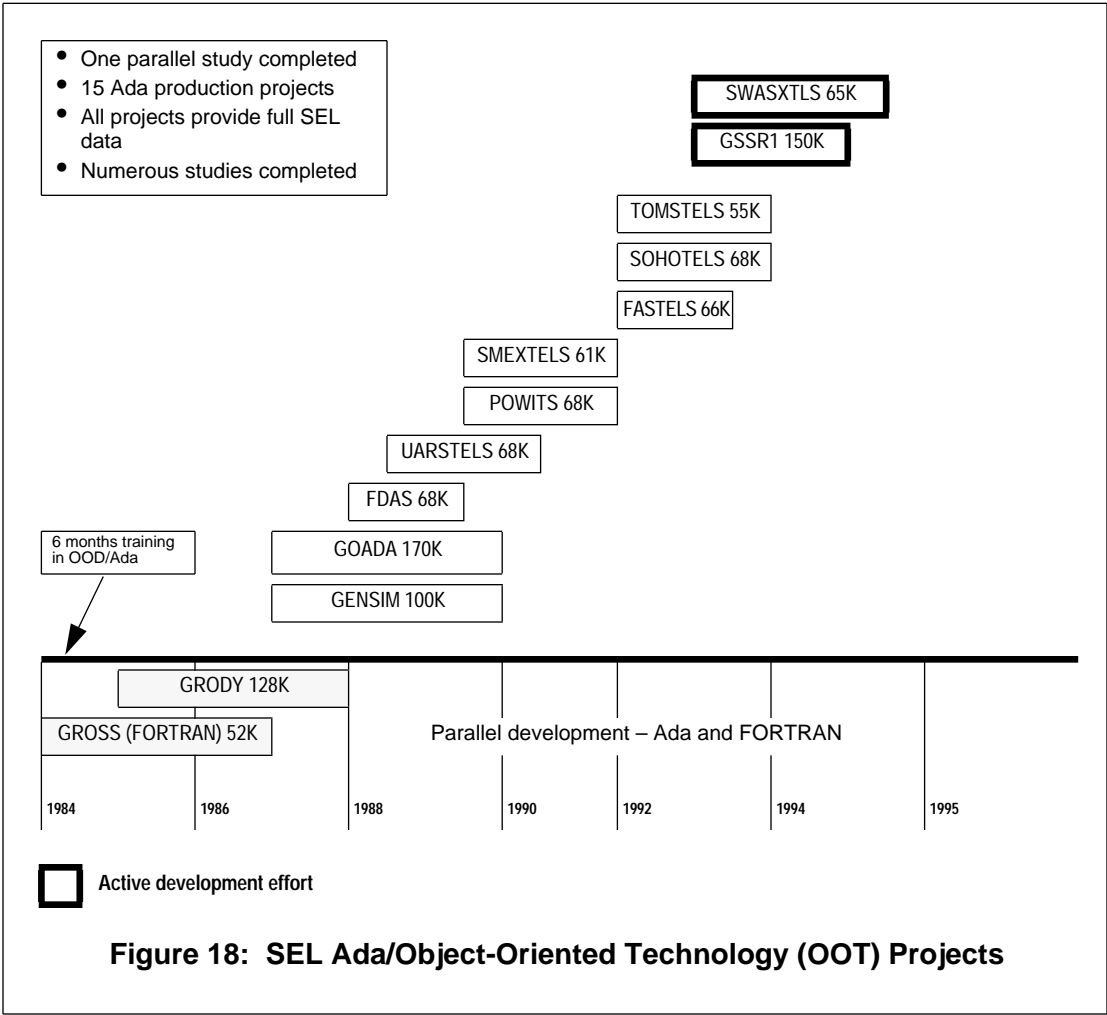 • One parallel study completed
• 15 Ada production projects
• All projects provide full SEL
data
• Numerous studies completed
SWASXTLS 65K
GSSR1 150K
TOMSTELS 55K
SOHOTELS 68K
FASTELS 66K
SMEXTELS 61K
POWITS 68K
UARSTELS 68K
FDAS 68K
6 months training
in OOD/Ada
GOADA 170K
GENSIM 100K
GRODY 128K
GROSS (FORTRAN) 52K
Parallel development – Ada and FORTRAN
1984
1986
1988
1990
1992
1994
1995
Active development effort
Figure 18: SEL Ada/Object-Oriented Technology (OOT) Projects